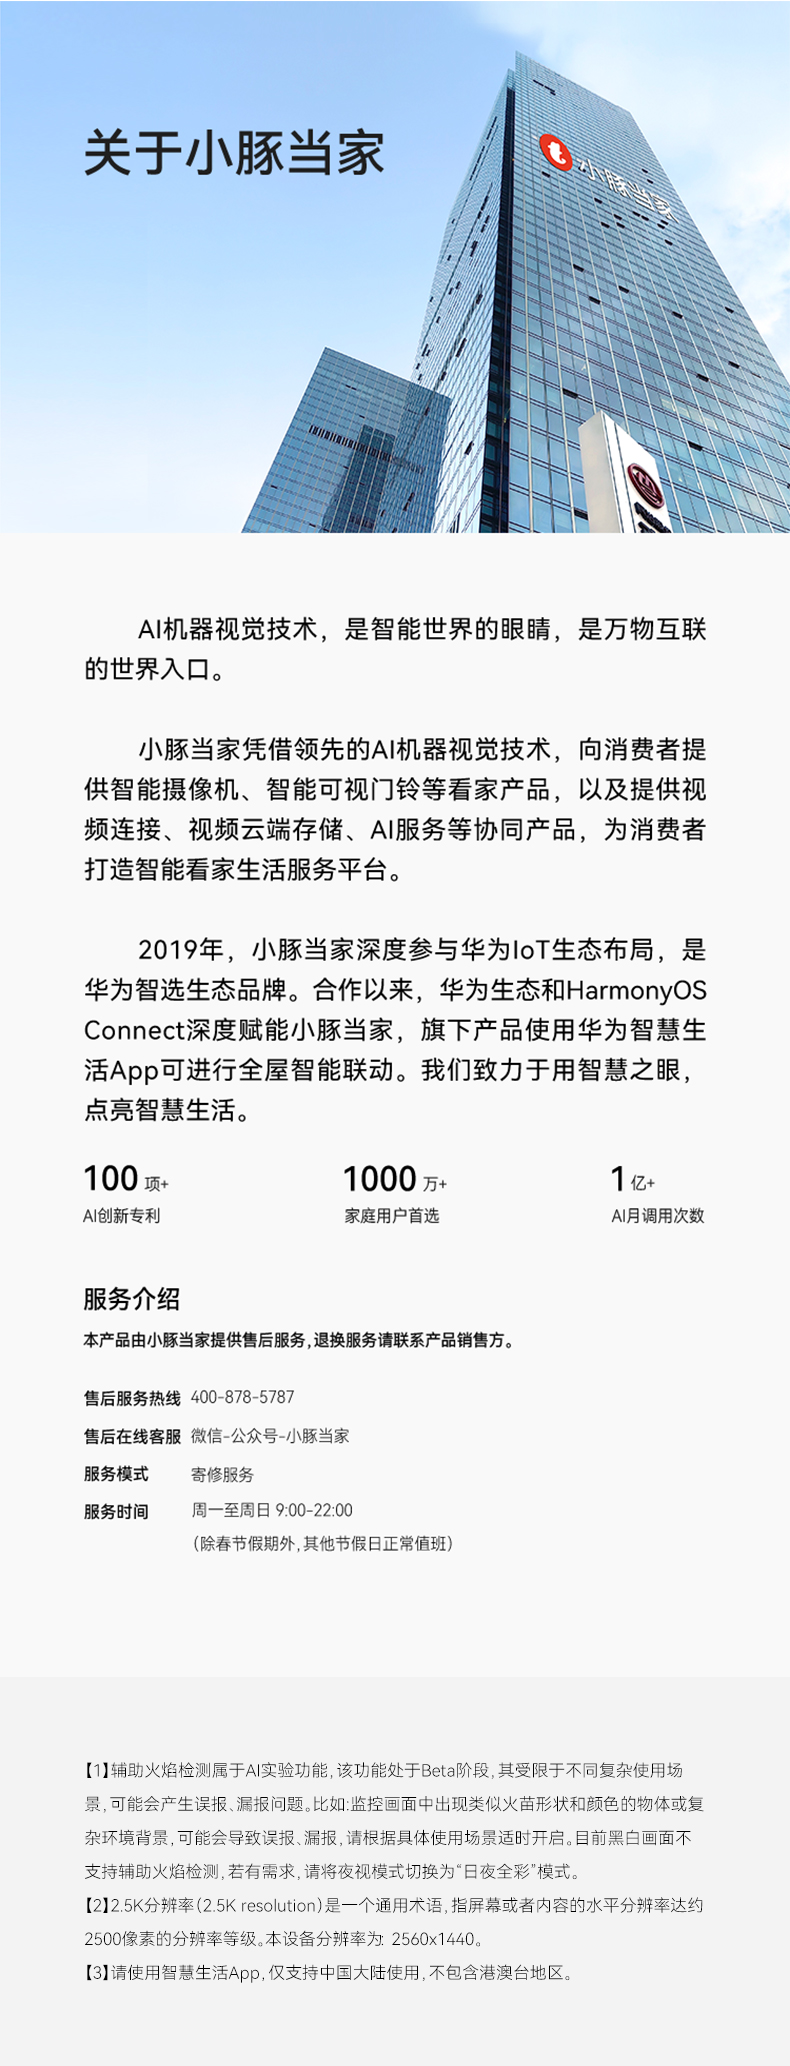 关于小豚当家
小豚当家
AI机器视觉技术，是智能世界的眼睛，是万物互联
的世界入口。
小豚当家凭借领先的AI机器视觉技术，向消费者提
供智能摄像机、智能可视门铃等看家产品，以及提供视
频连接、视频云端存储、AI服务等协同产品，为消费者
打造智能看家生活服务平台。
2019年，小豚当家深度参与华为IoT生态布局，是
华为智选生态品牌。合作以来，华为生态和HarmonyOS
Connect深度赋能小豚当家，旗下产品使用华为智慧生
活App可进行全屋智能联动。我们致力于用智慧之眼，
点亮智慧生活。
100 项+ 1000 万+ 1 亿+
AI创新专利 家庭用户首选 AI月调用次数
服务介绍
本产品由小豚当家提供售后服务，退换服务请联系产品销售方。
售后服务热线 400-878-5787
售后在线客服 微信-公众号-小豚当家
服务模式 寄修服务
服务时间 周一至周日 9:00-22:00
（除春节假期外，其他节假日正常值班）
【1】辅助火焰检测属于AI实验功能，该功能处于Beta阶段，其受限于不同复杂使用场
景，可能会产生误报、漏报问题。比如：监控画面中出现类似火苗形状和颜色的物体或复
杂环境背景，可能会导致误报、漏报，请根据具体使用场景适时开启。目前黑白画面不
支持辅助火焰检测，若有需求，请将夜视模式切换为“日夜全彩”模式。
【2】2.5K分辨率（2.5K resolution）是一个通用术语，指屏幕或者内容的水平分辨率达约
2500像素的分辨率等级。本设备分辨率为：2560x1440。
【3】请使用智慧生活App，仅支持中国大陆使用，不包含港澳台地区。